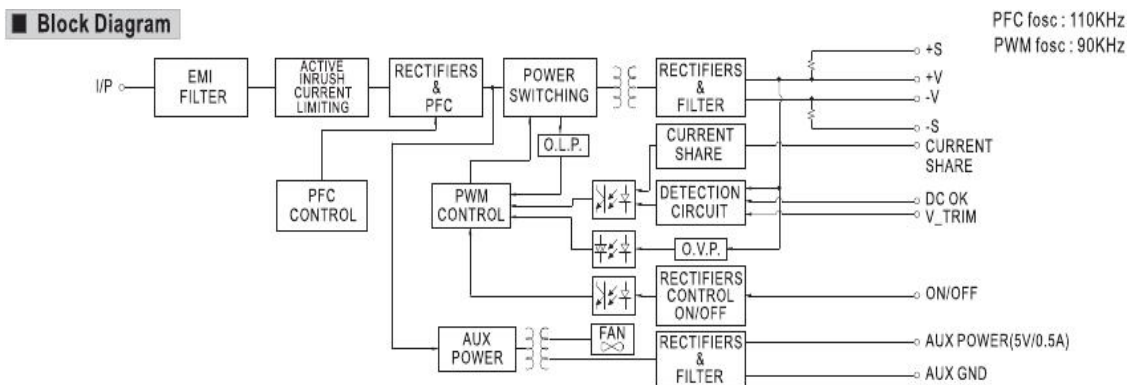 Block Diagram
PFC fosc : 110KHz
PWM fosc : 90KHz
I/P
EMI
FILTER
ACTIVE
INRUSH
CURRENT
LIMITING
RECTIFIERS
&
PFC
POWER
SWITCHING
RECTIFIERS
&
FILTER
+S
+V
-V
-S
O.L.P.
CURRENT
SHARE
CURRENT
SHARE
PFC
CONTROL
PWM
CONTROL
DETECTION
CIRCUIT
DC OK
V_TRIM
O.V.P.
RECTIFIERS
CONTROL
ON/OFF
ON/OFF
AUX
POWER
FAN
RECTIFIERS
&
FILTER
AUX POWER(5V/0.5A)
AUX GND